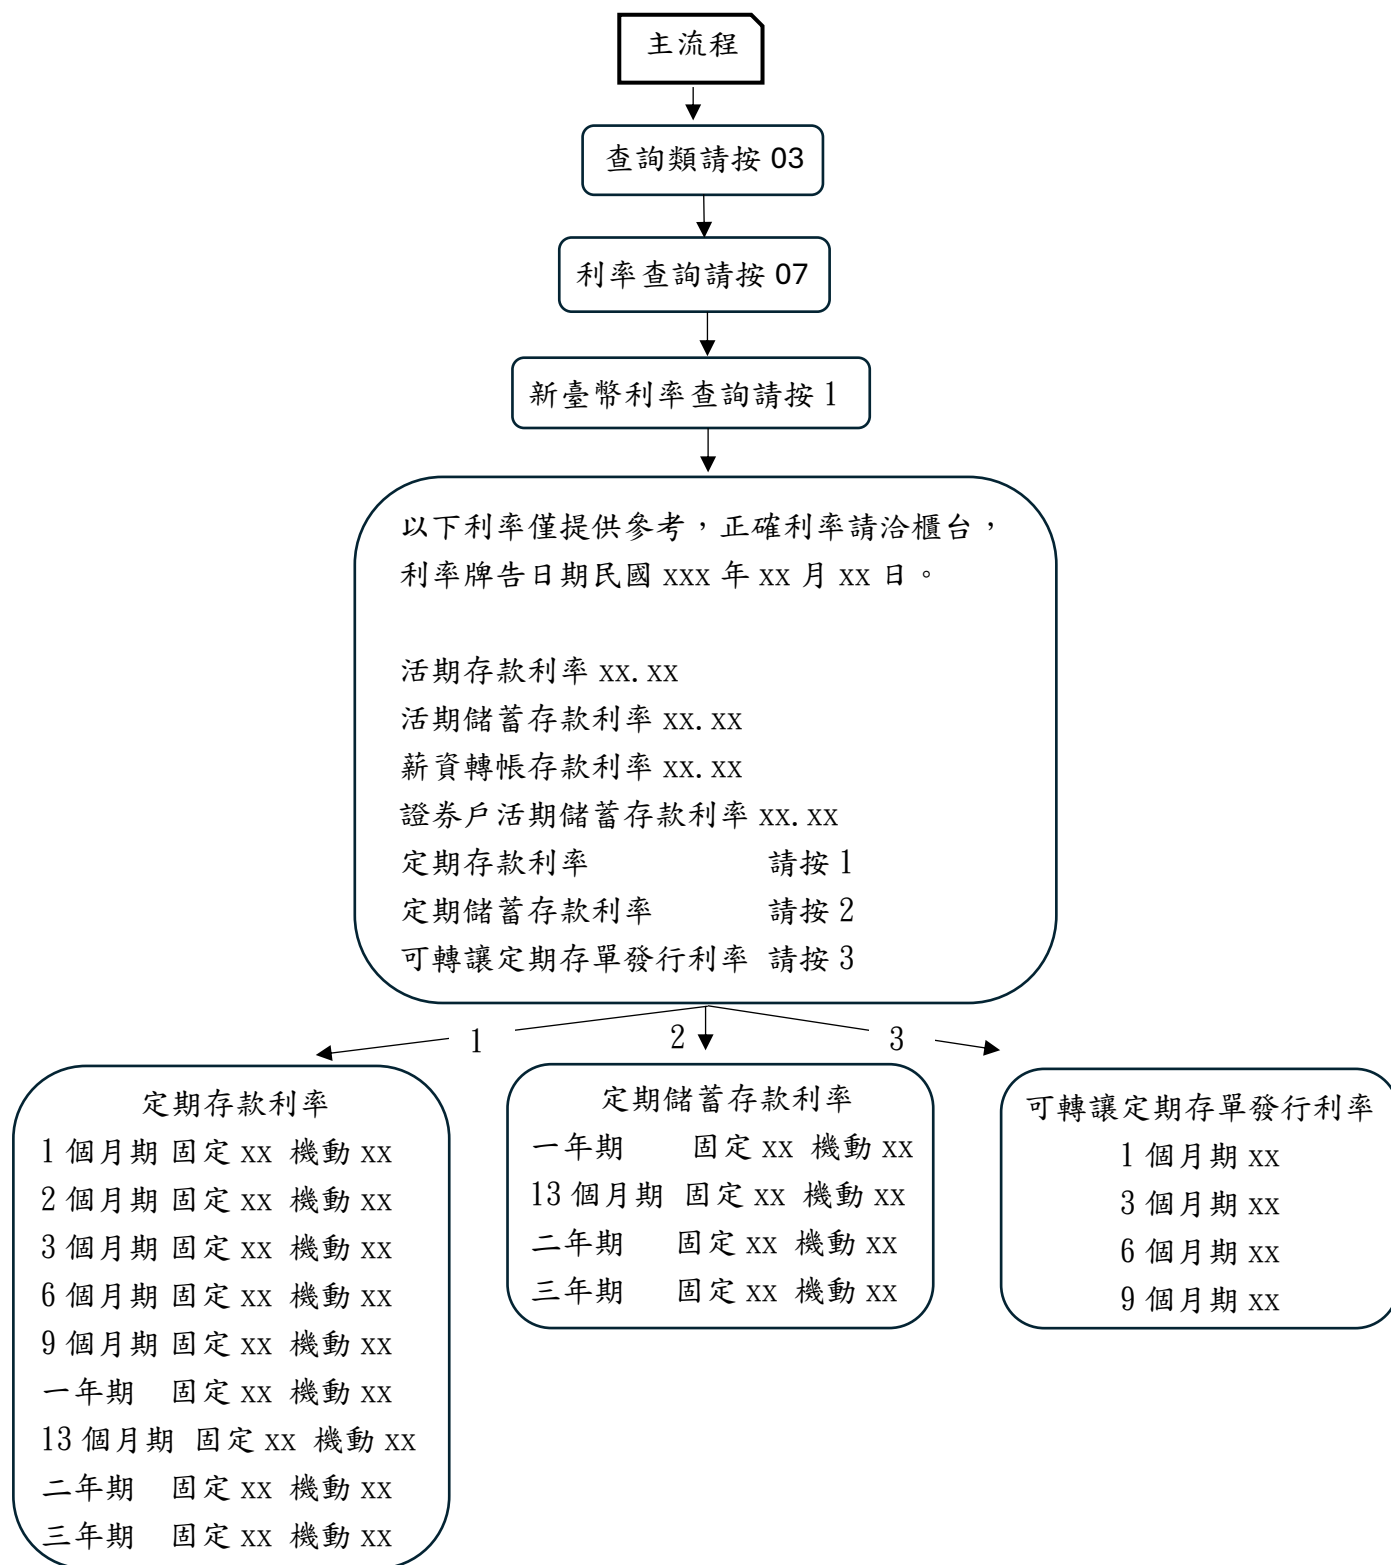 主流程
查詢類請按 03
利率查詢請按 07
新臺幣利率查詢請按 1
以下利率僅提供參考，正確利率請洽櫃台，
利率牌告日期民國 xxx 年 xx 月 xx 日。
活期存款利率 xx.xx
活期儲蓄存款利率 xx.xx
薪資轉帳存款利率 xx.xx
證券戶活期儲蓄存款利率 xx.xx
定期存款利率 請按 1
定期儲蓄存款利率 請按 2
可轉讓定期存單發行利率 請按 3
1
2
3
定期存款利率
1 個月期 固定 xx 機動 xx
2 個月期 固定 xx 機動 xx
3 個月期 固定 xx 機動 xx
6 個月期 固定 xx 機動 xx
9 個月期 固定 xx 機動 xx
一年期 固定 xx 機動 xx
13 個月期 固定 xx 機動 xx
二年期 固定 xx 機動 xx
三年期 固定 xx 機動 xx
定期儲蓄存款利率
一年期 固定 xx 機動 xx
13 個月期 固定 xx 機動 xx
二年期 固定 xx 機動 xx
三年期 固定 xx 機動 xx
可轉讓定期存單發行利率
1 個月期 xx
3 個月期 xx
6 個月期 xx
9 個月期 xx